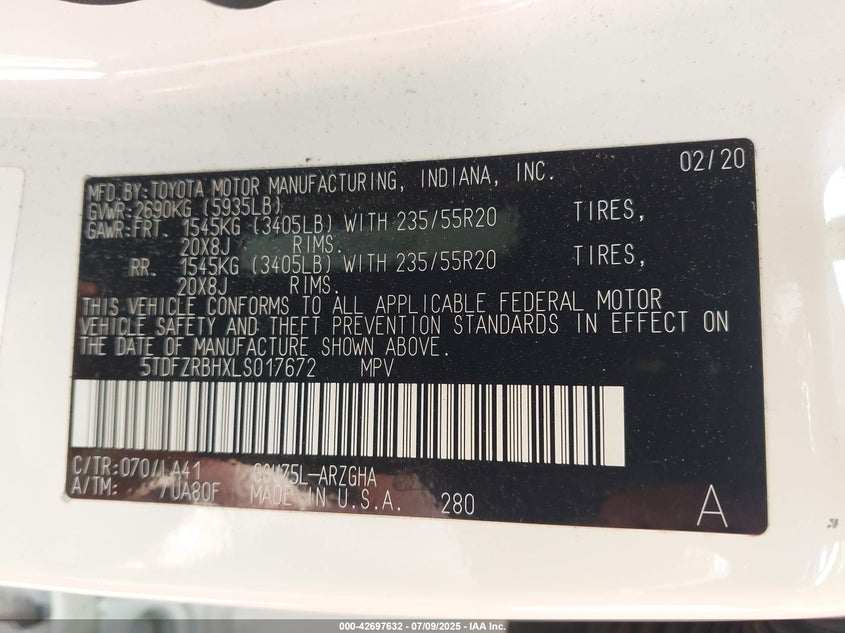 02/20
MFD.BY:TOYOTA MOTOR MANUFACTURING, INDIANA, INC.
GVWR:2690KG (5935LB)
GAWR:FRT. 1545KG (3405LB) WITH 235/55R20 TIRES,
20X8J RIMS.
RR. 1545KG (3405LB) WITH 235/55R20 TIRES,
20X8J RIMS.
THIS VEHICLE CONFORMS TO ALL APPLICABLE FEDERAL MOTOR
VEHICLE SAFETY AND THEFT PREVENTION STANDARDS IN EFFECT ON
THE DATE OF MANUFACTURE SHOWN ABOVE.
5TDFZRBHXLS017672 MPV
C/TR:070/LA41 GSU75L-ARZGHA
A/TM: /UA80F MADE IN U.S.A. 280 A
000-42697632 - 07/09/2025 - IAA Inc.